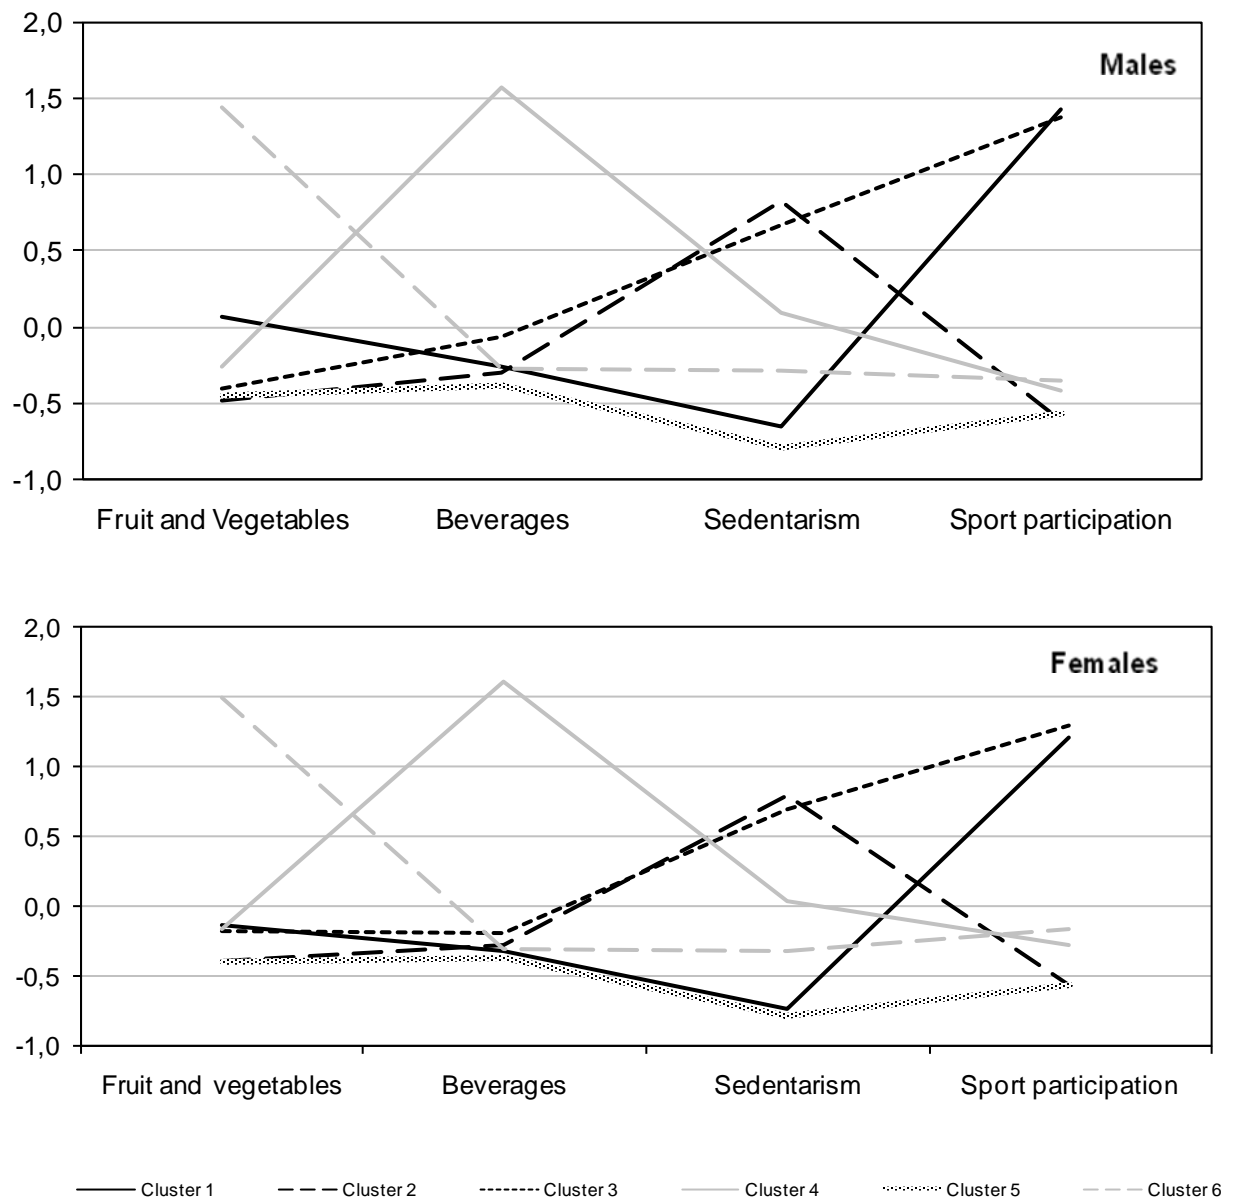 2,0
Males
1,5
1,0
0,5
0,0
-0,5
-1,0
Fruit and Vegetables Beverages Sedentarism Sport participation
2,0
Females
1,5
1,0
0,5
0,0
-0,5
-1,0
Fruit and vegetables Beverages Sedentarism Sport participation
Cluster 1 Cluster 2 Cluster 3 Cluster 4 Cluster 5 Cluster 6